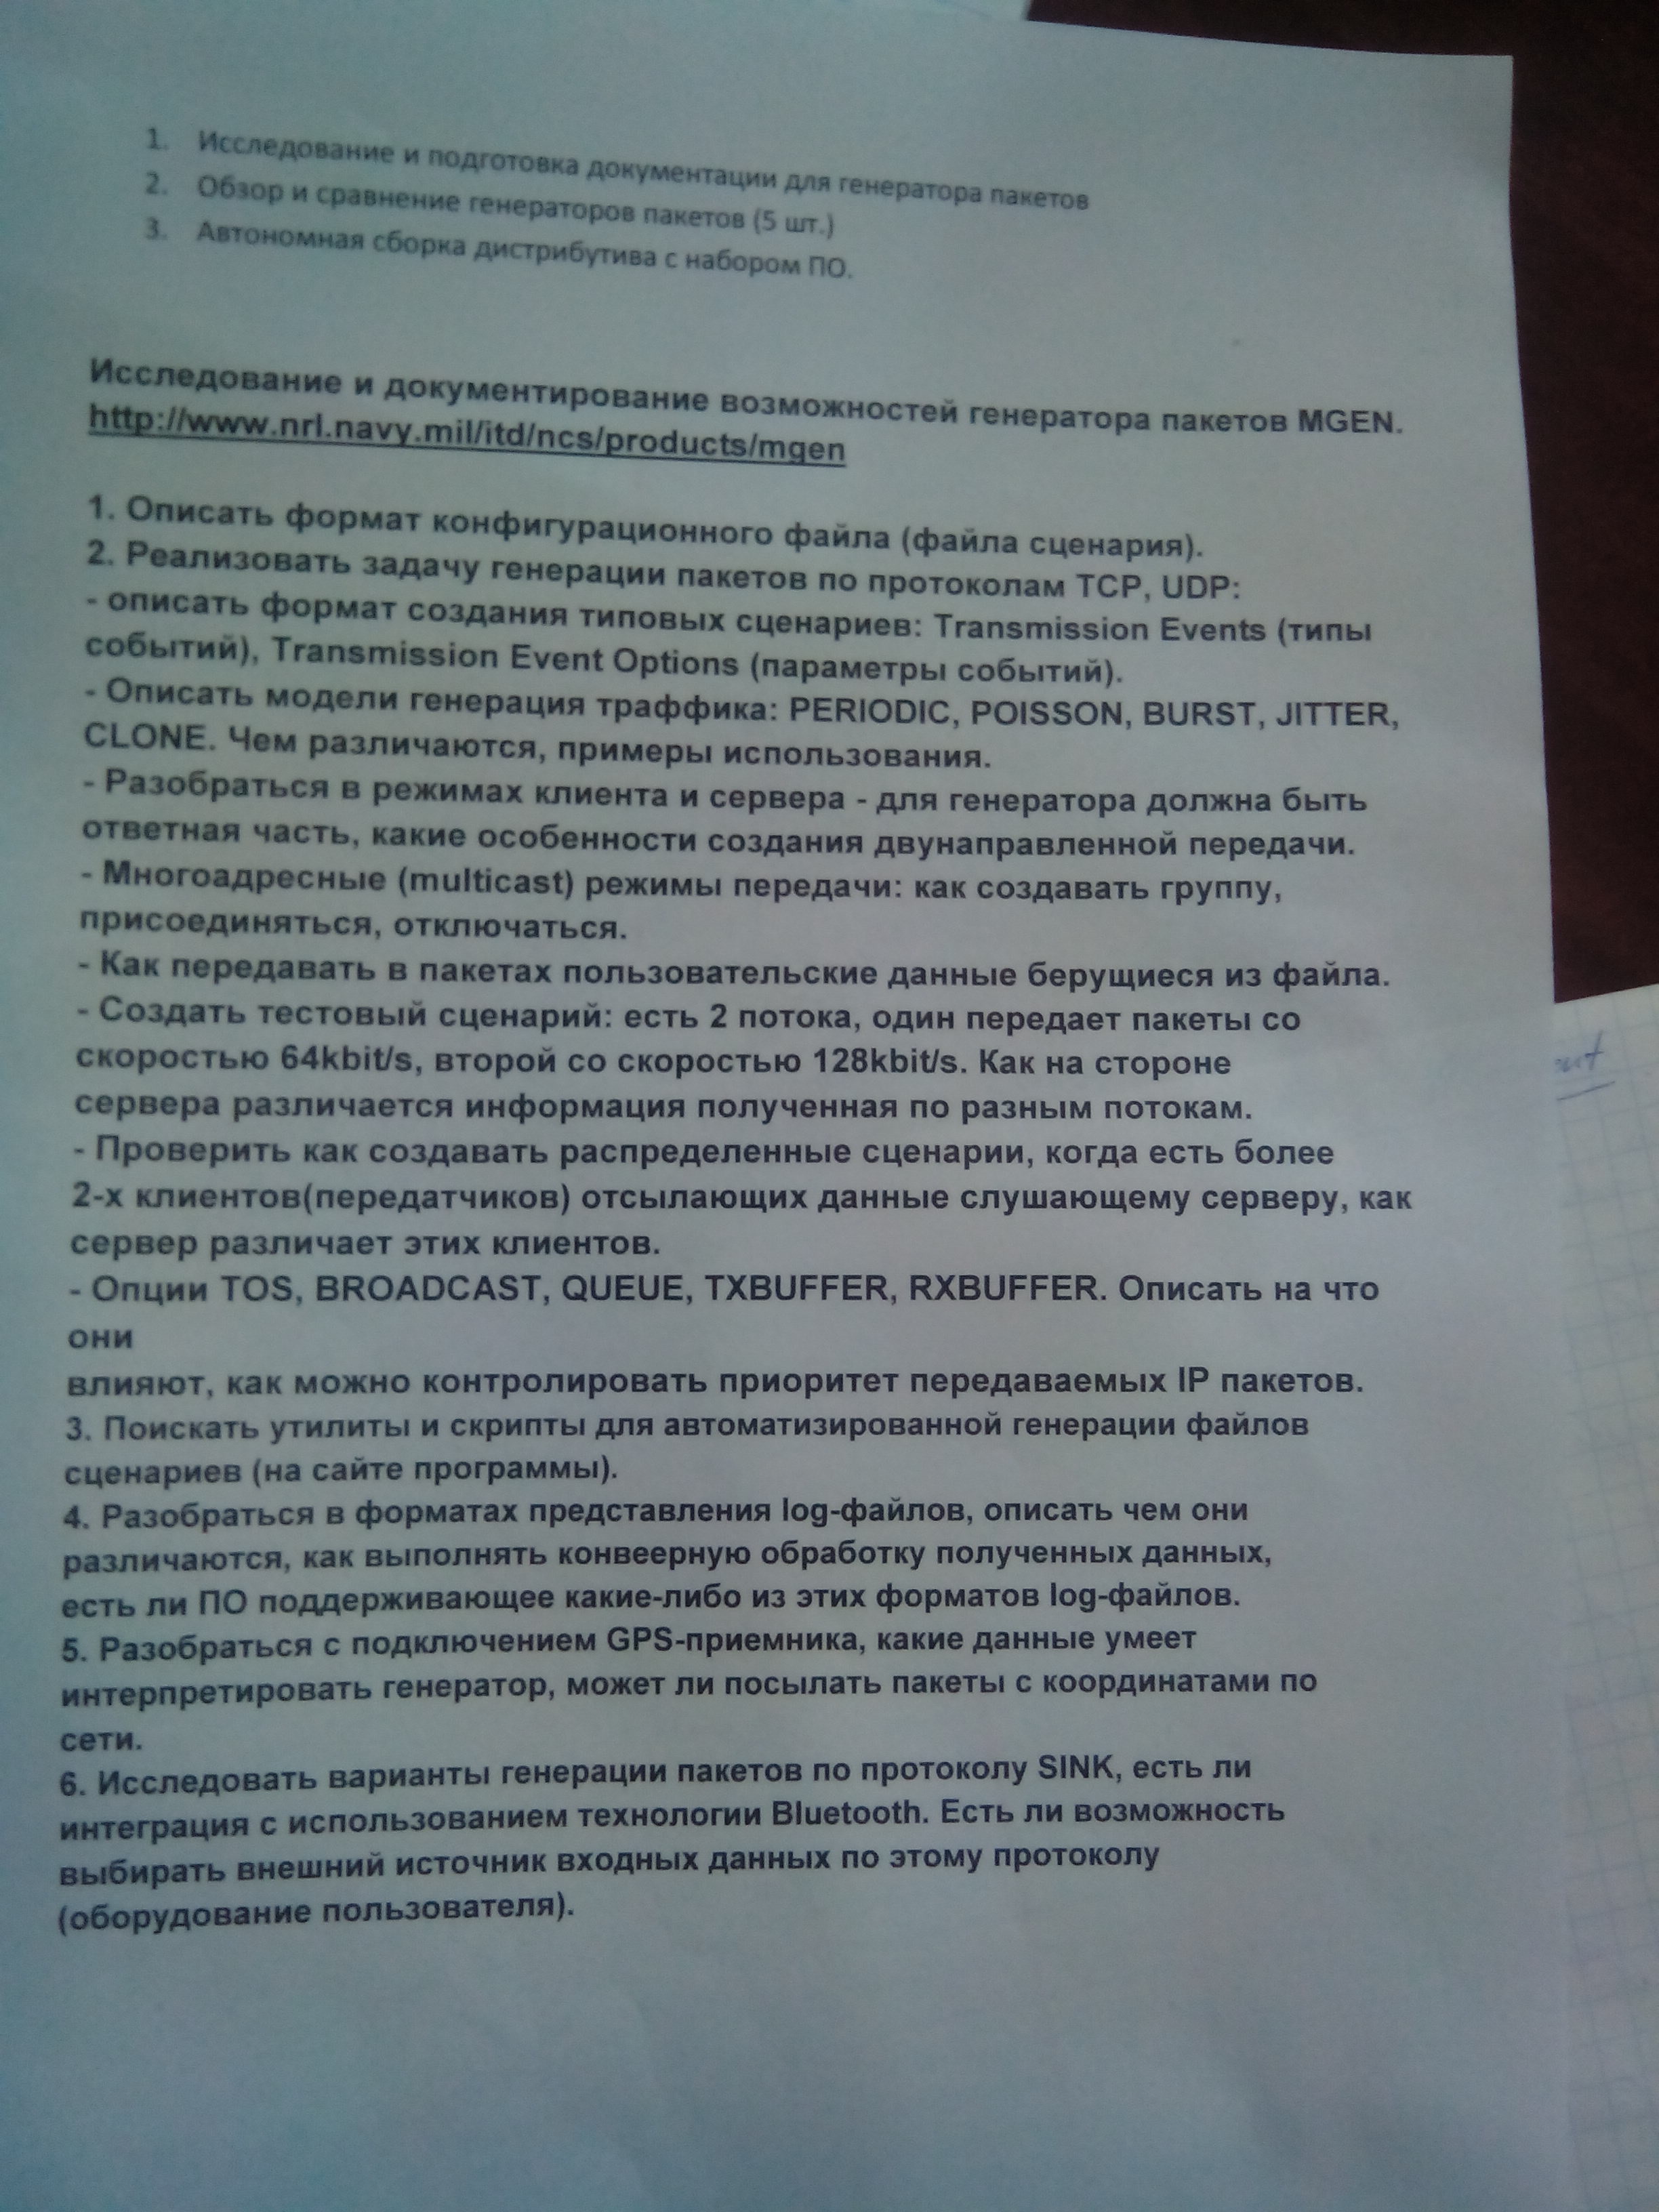 1. Исследование и подготовка документации для генератора пакетов
2. Обзор и сравнение генераторов пакетов (5 шт.)
3. Автономная сборка дистрибутива с набором ПО.
Исследование и документирование возможностей генератора пакетов MGEN.
http://www.nrl.navy.mil/itd/ncs/products/mgen
1. Описать формат конфигурационного файла (файла сценария).
2. Реализовать задачу генерации пакетов по протоколам TCP, UDP:
- описать формат создания типовых сценариев: Transmission Events (типы
событий), Transmission Event Options (параметры событий).
- Описать модели генерация траффика: PERIODIC, POISSON, BURST, JITTER,
CLONE. Чем различаются, примеры использования.
- Разобраться в режимах клиента и сервера - для генератора должна быть
ответная часть, какие особенности создания двунаправленной передачи.
- Многоадресные (multicast) режимы передачи: как создавать группу,
присоединяться, отключаться.
- Как передавать в пакетах пользовательские данные берущиеся из файла.
- Создать тестовый сценарий: есть 2 потока, один передает пакеты со
скоростью 64kbit/s, второй со скоростью 128kbit/s. Как на стороне
сервера различается информация полученная по разным потокам.
- Проверить как создавать распределенные сценарии, когда есть более
2-х клиентов(передатчиков) отсылающих данные слушающему серверу, как
сервер различает этих клиентов.
- Опции TOS, BROADCAST, QUEUE, TXBUFFER, RXBUFFER. Описать на что
они
влияют, как можно контролировать приоритет передаваемых IP пакетов.
3. Поискать утилиты и скрипты для автоматизированной генерации файлов
сценариев (на сайте программы).
4. Разобраться в форматах представления log-файлов, описать чем они
различаются, как выполнять конвеерную обработку полученных данных,
есть ли ПО поддерживающее какие-либо из этих форматов log-файлов.
5. Разобраться с подключением GPS-приемника, какие данные умеет
интерпретировать генератор, может ли посылать пакеты с координатами по
сети.
6. Исследовать варианты генерации пакетов по протоколу SINK, есть ли
интеграция с использованием технологии Bluetooth. Есть ли возможность
выбирать внешний источник входных данных по этому протоколу
(оборудование пользователя).